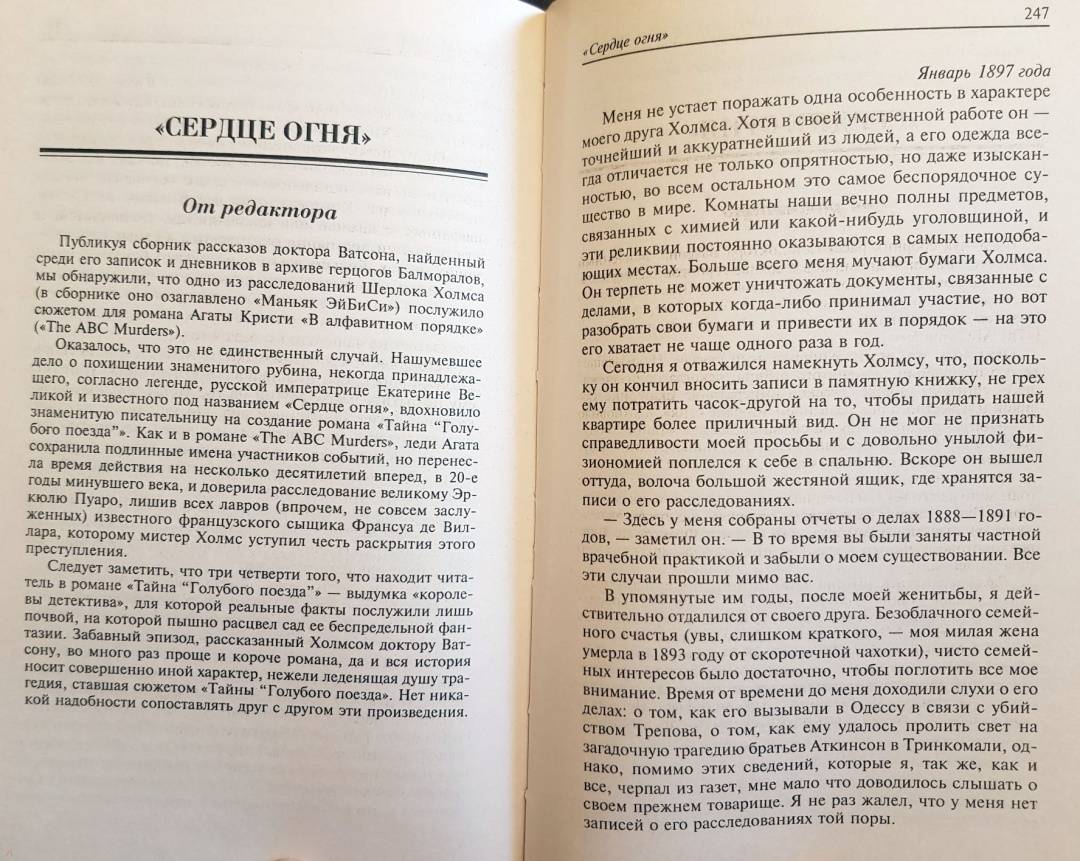 «СЕРДЦЕ ОГНЯ»
От редактора
Публикуя сборник рассказов доктора Ватсона, найденный
среди его записок и дневников в архиве герцогов Балморалов,
мы обнаружили, что одно из расследований Шерлока Холмса
(в сборнике оно озаглавлено «Маньяк ЭйБиСи») послужило
сюжетом для романа Агаты Кристи «В алфавитном порядке»
(«The ABC Murders»).
Оказалось, что это не единственный случай. Нашумевшее
дело о похищении знаменитого рубина, некогда принадлежа-
щего, согласно легенде, русской императрице Екатерине Ве-
ликой и известного под названием «Сердце огня», вдохновило
знаменитую писательницу на создание романа «Тайна “Голу-
бого поезда”». Как и в романе «The ABC Murders», леди Агата
сохранила подлинные имена участников событий, но перенес-
ла время действия на несколько десятилетий вперед, в 20-е
годы минувшего века, и доверила расследование великому Эр-
кюлю Пуаро, лишив всех лавров (впрочем, не совсем заслу-
женных) известного французского сыщика Франсуа де Вил-
лара, которому мистер Холмс уступил честь раскрытия этого
преступления.
Следует заметить, что три четверти того, что находит чита-
тель в романе «Тайна “Голубого поезда”» — выдумка «короле-
вы детектива», для которой реальные факты послужили лишь
почвой, на которой пышно расцвел сад ее беспредельной фан-
тазии. Забавный эпизод, рассказанный Холмсом доктору Ват-
сону, во много раз проще и короче романа, да и вся история
носит совершенно иной характер, нежели леденящая душу тра-
гедия, ставшая сюжетом «Тайны “Голубого поезда». Нет ника-
кой надобности сопоставлять друг с другом эти произведения.
247
«Сердце огня»
Январь 1897 года
Меня не устает поражать одна особенность в характере
моего друга Холмса. Хотя в своей умственной работе он —
точнейший и аккуратнейший из людей, а его одежда все-
гда отличается не только опрятностью, но даже изыскан-
ностью, во всем остальном это самое беспорядочное су-
щество в мире. Комнаты наши вечно полны предметов,
связанных с химией или какой-нибудь уголовщиной, и
эти реликвии постоянно оказываются в самых неподоба-
ющих местах. Больше всего меня мучают бумаги Холмса.
Он терпеть не может уничтожать документы, связанные с
делами, в которых когда-либо принимал участие, но вот
разобрать свои бумаги и привести их в порядок — на это
его хватает не чаще одного раза в год.
Сегодня я отважился намекнуть Холмсу, что, посколь-
ку он кончил вносить записи в памятную книжку, не грех
ему потратить часок-другой на то, чтобы придать нашей
квартире более приличный вид. Он не мог не признать
справедливости моей просьбы и с довольно унылой фи-
зиономией поплелся к себе в спальню. Вскоре он вышел
оттуда, волоча большой жестяной ящик, где хранятся за-
писи о его расследованиях.
— Здесь у меня собраны отчеты о делах 1888—1891 го-
дов, — заметил он. — В то время вы были заняты частной
врачебной практикой и забыли о моем существовании. Все
эти случаи прошли мимо вас.
В упомянутые им годы, после моей женитьбы, я дей-
ствительно отдалился от своего друга. Безоблачного семей-
ного счастья (увы, слишком краткого, — моя милая жена
умерла в 1893 году от скоротечной чахотки), чисто семей-
ных интересов было достаточно, чтобы поглотить все мое
внимание. Время от времени до меня доходили слухи о его
делах: о том, как его вызывали в Одессу в связи с убий-
ством Трепова, о том, как ему удалось пролить свет на
загадочную трагедию братьев Аткинсон в Тринкомали, од-
нако, помимо этих сведений, которые я, так же, как и
все, черпал из газет, мне мало что доводилось слышать о
своем прежнем товарище. Я не раз жалел, что у меня нет
записей о его расследованиях той поры.